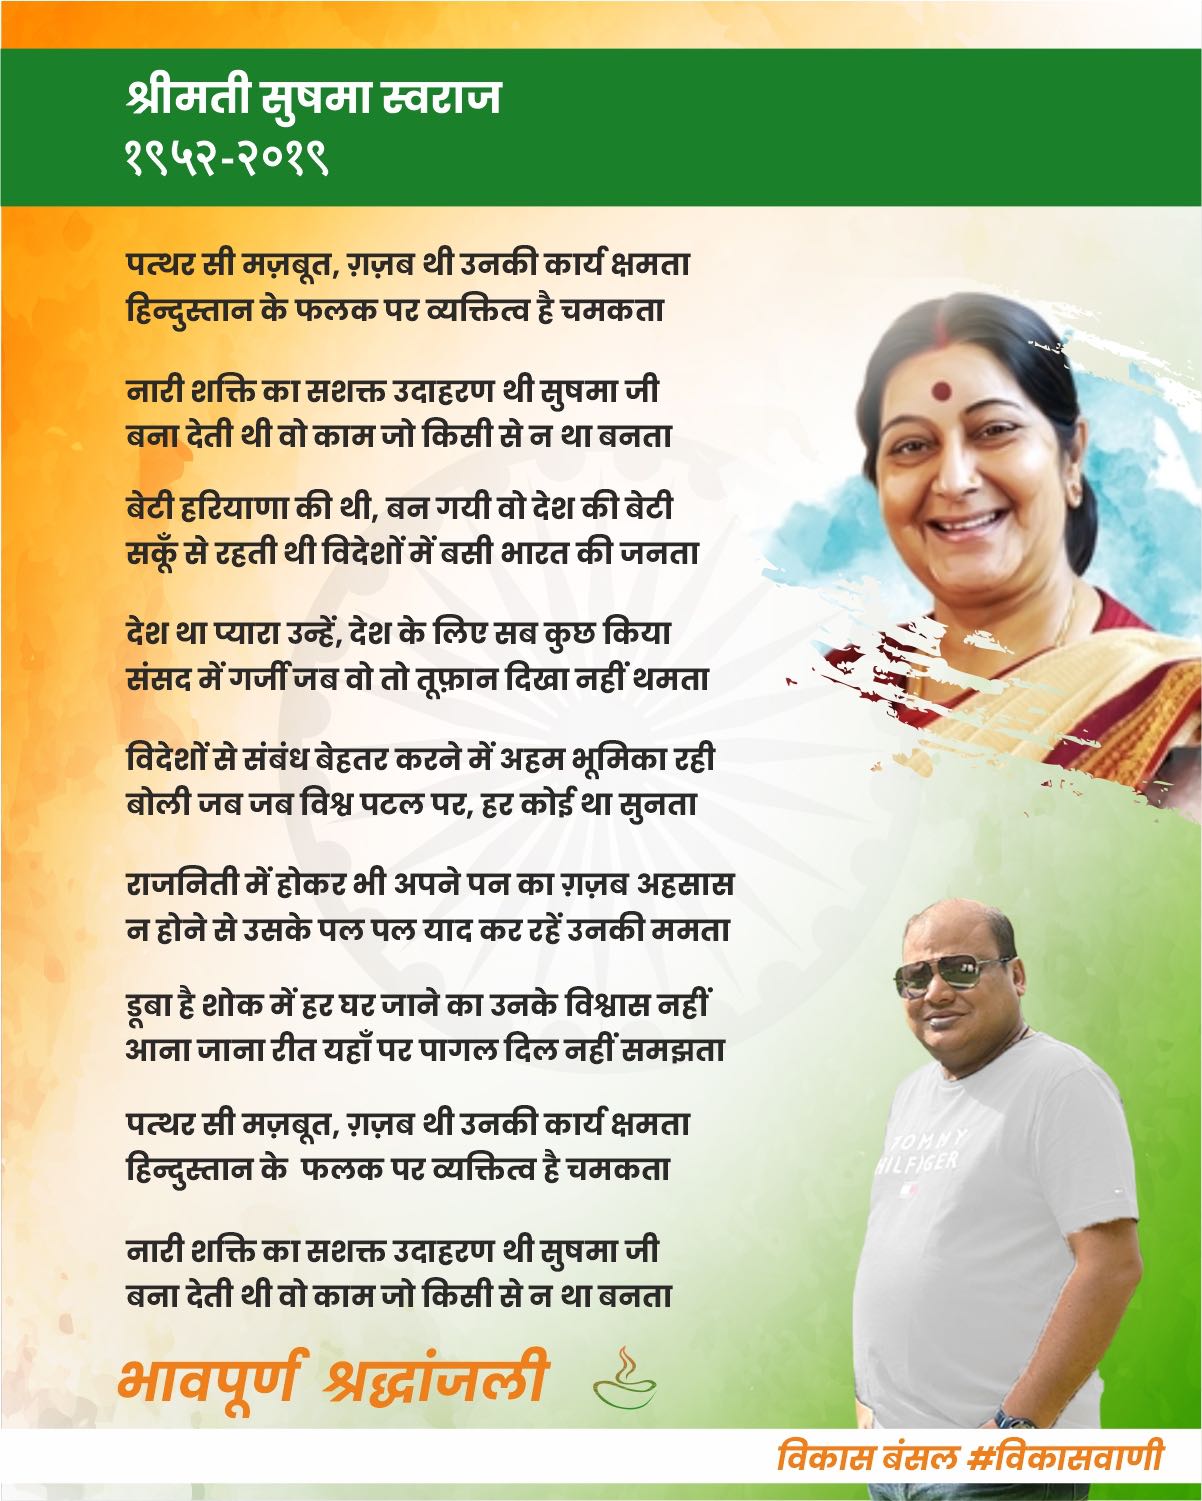 श्रीमती सुषमा स्वराज
१९५२-२०१९
पत्थर सी मज़बूत, ग़ज़ब थी उनकी कार्य क्षमता
हिन्दुस्तान के फलक पर व्यक्तित्व है चमकता
नारी शक्ति का सशक्त उदाहरण थी सुषमा जी
बना देती थी वो काम जो किसी से न था बनता
बेटी हरियाणा की थी, बन गयी वो देश की बेटी
सकूँ से रहती थी विदेशों में बसी भारत की जनता
देश था प्यारा उन्हें, देश के लिए सब कुछ किया
संसद में गर्जी जब वो तो तूफ़ान दिखा नहीं थमता
विदेशों से संबंध बेहतर करने में अहम भूमिका रही
बोली जब जब विश्व पटल पर, हर कोई था सुनता
राजनिती में होकर भी अपने पन का ग़ज़ब अहसास
न होने से उसके पल पल याद कर रहें उनकी ममता
डूबा है शोक में हर घर जाने का उनके विश्वास नहीं
आना जाना रीत यहाँ पर पागल दिल नहीं समझता
पत्थर सी मज़बूत, ग़ज़ब थी उनकी कार्य क्षमता
हिन्दुस्तान के फलक पर व्यक्तित्व है चमकता
नारी शक्ति का सशक्त उदाहरण थी सुषमा जी
बना देती थी वो काम जो किसी से न था बनता
भावपूर्ण श्रद्धांजली
TOMMY
HILFIGER
विकास बंसल #विकासवाणी